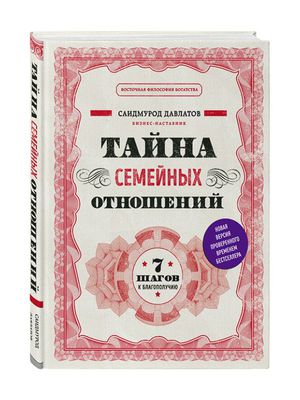 ВОСТОЧНАЯ ФИЛОСОФИЯ БОГАТСТВА
САИДМУРОД ДАВЛАТОВ
БИЗНЕС-НАСТАВНИК
ТАЙНА
СЕМЕЙНЫХ
ОТНОШЕНИЙ
НОВАЯ
ВЕРСИЯ
ПРОВЕРЕННОГО
ВРЕМЕНЕМ
БЕСТСЕЛЛЕРА
7
ШАГОВ
К БЛАГОПОЛУЧИЮ
ТАЙНА СЕМЕЙНЫХ ОТНОШЕНИЙ
САИДМУРОД
ДАВЛАТОВ